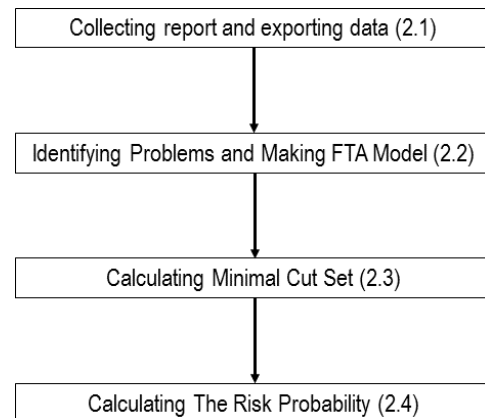 Collecting report and exporting data (2.1)
Identifying Problems and Making FTA Model (2.2)
Calculating Minimal Cut Set (2.3)
Calculating The Risk Probability (2.4)